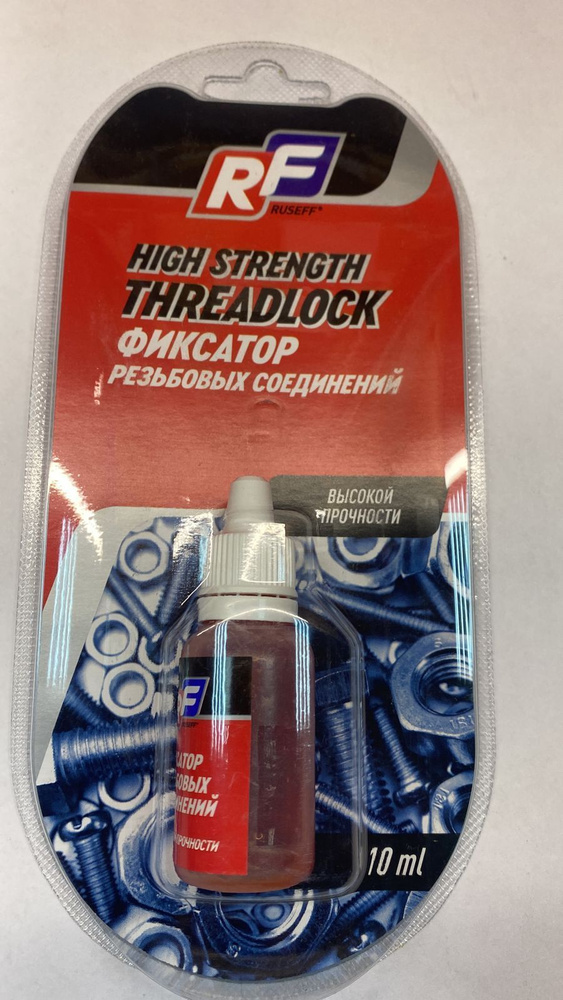 RF
RUSEFF®
HIGH STRENGTH
THREADLOCK
ФИКСАТОР
РЕЗЬБОВЫХ СОЕДИНЕНИЙ
ВЫСОКОЙ
ПРОЧНОСТИ
F
10 ml